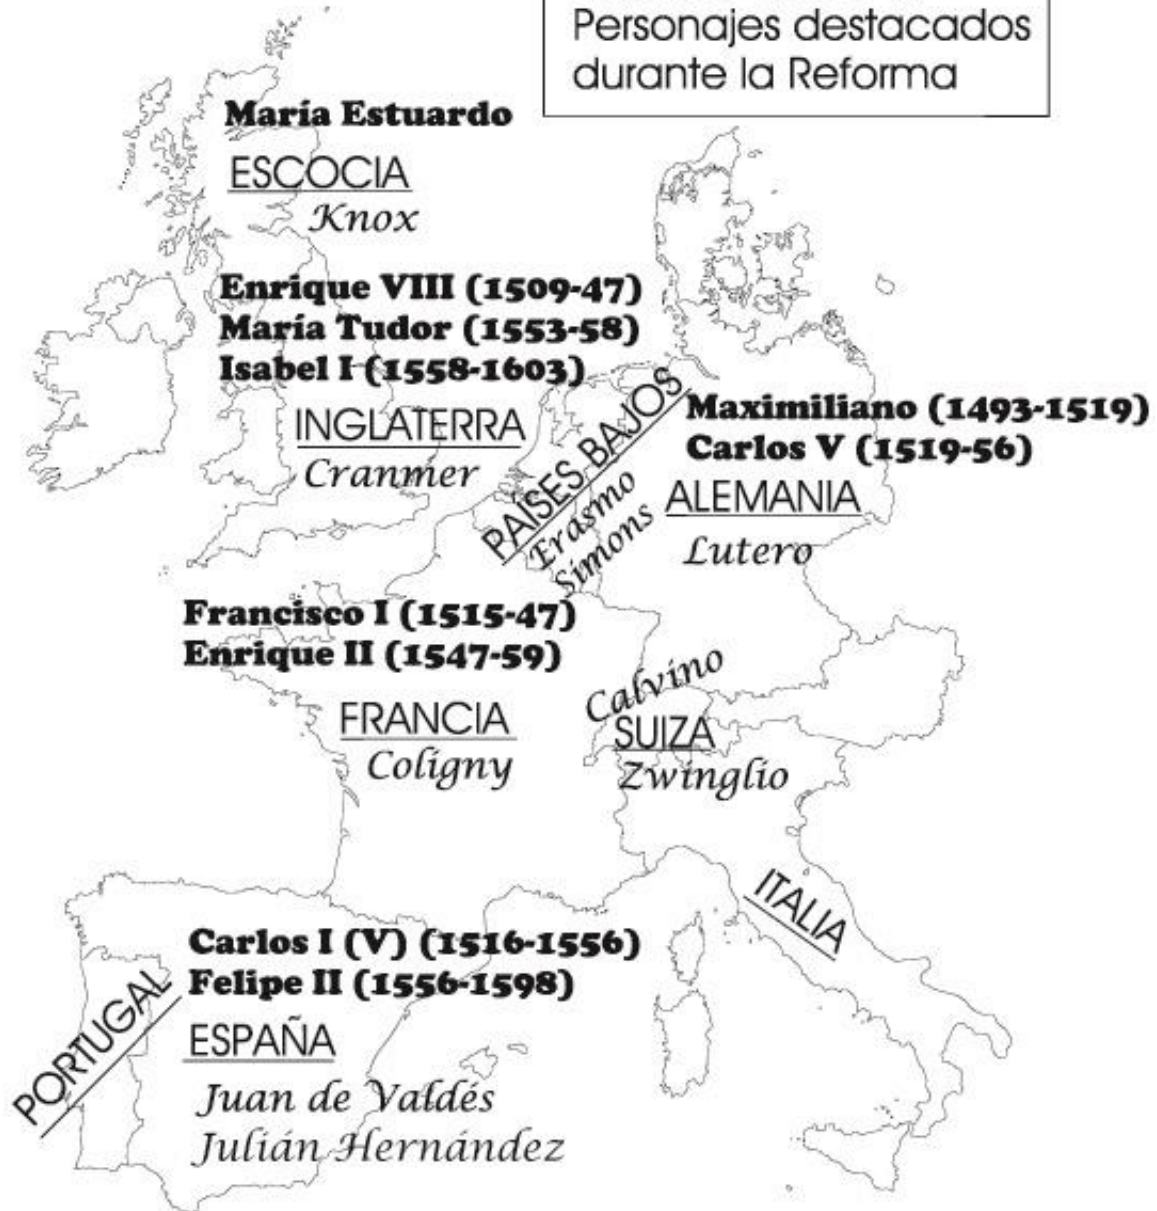 Personajes destacados
durante la Reforma
María Estuardo
ESCOCIA
Knox
Enrique VIII (1509-47)
María Tudor (1553-58)
Isabel I (1558-1603)
INGLATERRA
Cranmer
PAÍSES BAJOS
Erasmo
Simons
Maximiliano (1493-1519)
Carlos V (1519-56)
ALEMANIA
Lutero
Francisco I (1515-47)
Enrique II (1547-59)
FRANCIA
Coligny
Calvino
SUIZA
Zwinglio
ITALIA
PORTUGAL
Carlos I (V) (1516-1556)
Felipe II (1556-1598)
ESPAÑA
Juan de Valdés
Julián Hernández